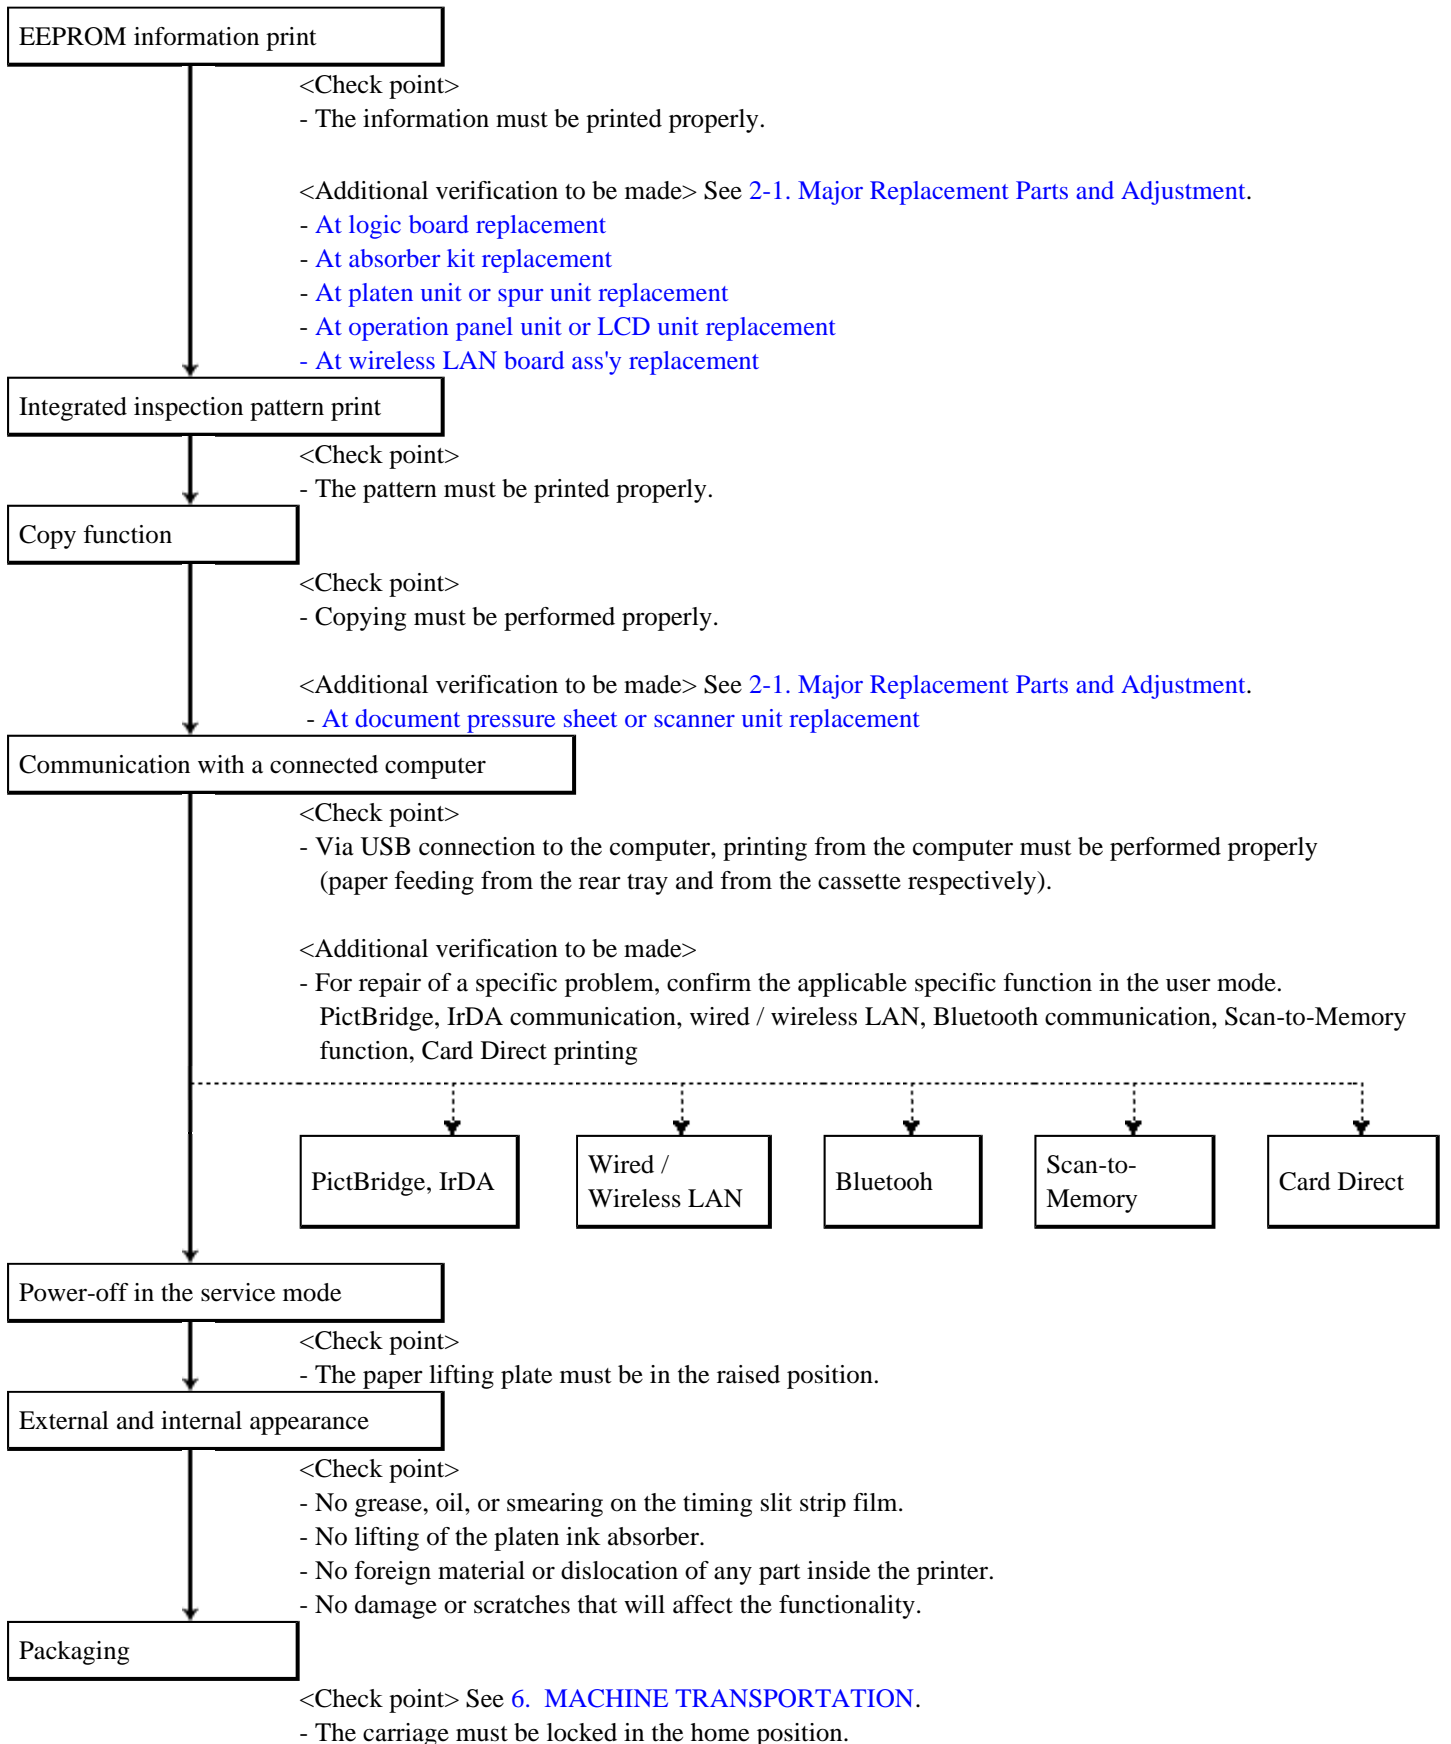 EEPROM information print
<Check point>
- The information must be printed properly.
<Additional verification to be made> See 2-1. Major Replacement Parts and Adjustment.
- At logic board replacement
- At absorber kit replacement
- At platen unit or spur unit replacement
- At operation panel unit or LCD unit replacement
- At wireless LAN board ass'y replacement
Integrated inspection pattern print
<Check point>
- The pattern must be printed properly.
Copy function
<Check point>
- Copying must be performed properly.
<Additional verification to be made> See 2-1. Major Replacement Parts and Adjustment.
- At document pressure sheet or scanner unit replacement
Communication with a connected computer
<Check point>
- Via USB connection to the computer, printing from the computer must be performed properly
(paper feeding from the rear tray and from the cassette respectively).
<Additional verification to be made>
- For repair of a specific problem, confirm the applicable specific function in the user mode.
PictBridge, IrDA communication, wired / wireless LAN, Bluetooth communication, Scan-to-Memory
function, Card Direct printing
PictBridge, IrDA
Wired /
Wireless LAN
Bluetooh
Scan-to-
Memory
Card Direct
Power-off in the service mode
<Check point>
- The paper lifting plate must be in the raised position.
External and internal appearance
<Check point>
- No grease, oil, or smearing on the timing slit strip film.
- No lifting of the platen ink absorber.
- No foreign material or dislocation of any part inside the printer.
- No damage or scratches that will affect the functionality.
Packaging
<Check point> See 6. MACHINE TRANSPORTATION.
- The carriage must be locked in the home position.